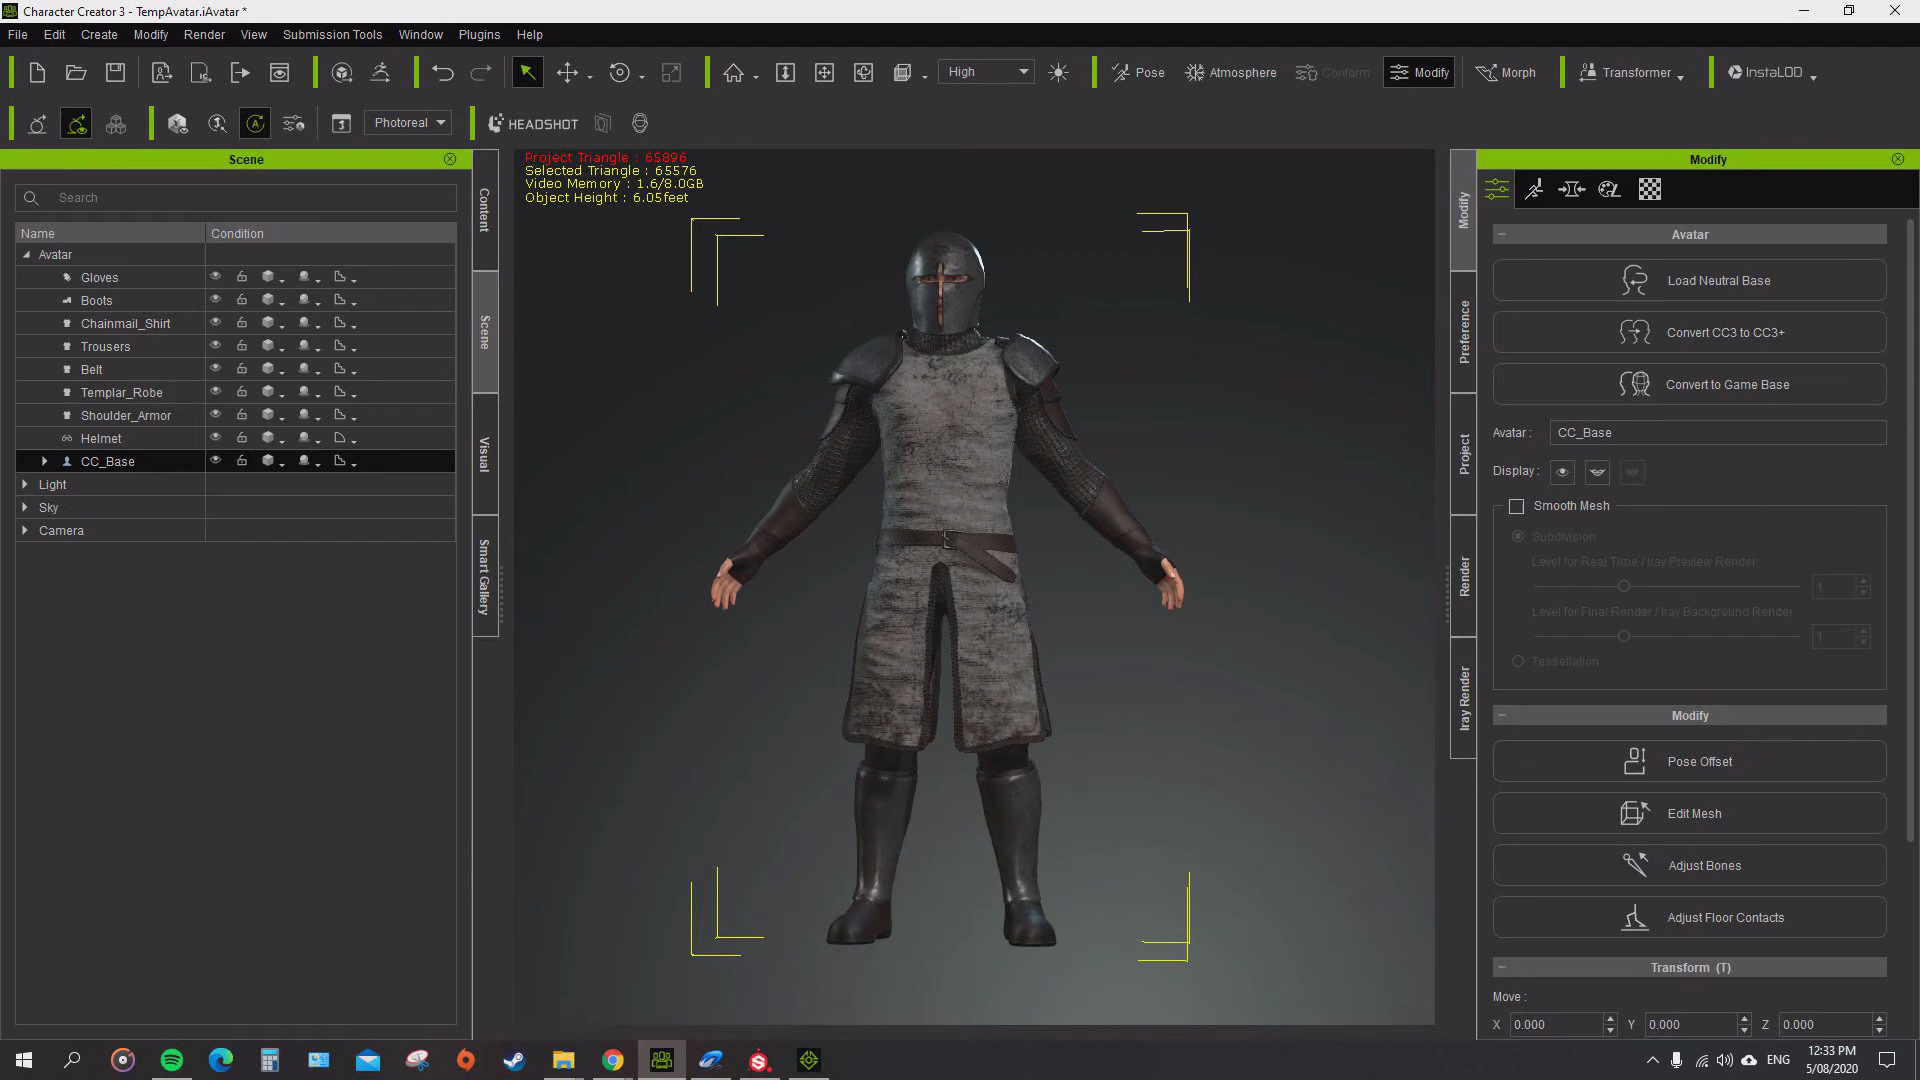 Character Creator 3 - TempAvatar.iAvatar *
File Edit Create Modify Render View Submission Tools Window Plugins Help
High Pose Atmosphere Conform Modify Morph Transformer InstaLOD
Photoreal HEADSHOT
Scene
Search
Name Condition
Avatar
Gloves
Boots
Chainmail_Shirt
Trousers
Belt
Templar_Robe
Shoulder_Armor
Helmet
CC_Base
Light
Sky
Camera
Content
Scene
Visual
Smart Gallery
Project Triangle : 65896
Selected Triangle : 65576
Video Memory : 1.6/8.0GB
Object Height : 6.05feet
Modify
Preference
Project
Render
Iray Render
Modify
Avatar
Load Neutral Base
Convert CC3 to CC3+
Convert to Game Base
Avatar : CC_Base
Display :
Smooth Mesh
Subdivision
Level for Real Time / Iray Preview Render
1
Level for Final Render / Iray Background Render
1
Tessellation
Modify
Pose Offset
Edit Mesh
Adjust Bones
Adjust Floor Contacts
Transform (T)
Move :
X 0.000 Y 0.000 Z 0.000
ENG 12:33 PM
5/08/2020